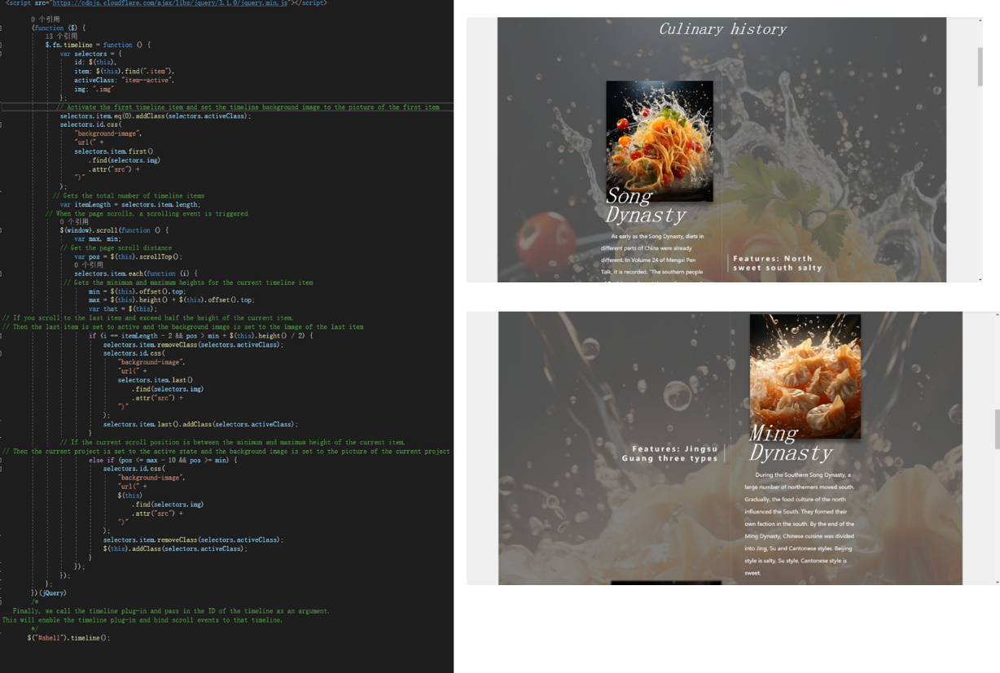 <script src="https://cdnjs.cloudflare.com/ajax/libs/jquery/3.1.0/jquery.min.js"></script>
0 个引用
(function ($) {
13 个引用
$.fn.timeline = function () {
var selectors = {
id: $(this),
item: $(this).find(".item"),
activeClass: "item--active",
img: ".img"
};
// Activate the first timeline item and set the timeline background image to the picture of the first item
selectors.item.eq(0).addClass(selectors.activeClass);
selectors.id.css(
"background-image",
"url(" +
selectors.item.first()
.find(selectors.img)
.attr("src") +
")"
);
// Gets the total number of timeline items
var itemLength = selectors.item.length;
// When the page scrolls, a scrolling event is triggered
0 个引用
$(window).scroll(function () {
var max, min;
// Get the page scroll distance
var pos = $(this).scrollTop();
0 个引用
selectors.item.each(function (i) {
// Gets the minimum and maximum heights for the current timeline item
min = $(this).offset().top;
max = $(this).height() + $(this).offset().top;
var that = $(this);
// If you scroll to the last item and exceed half the height of the current item,
// Then the last item is set to active and the background image is set to the image of the last item
if (i == itemLength - 2 && pos > min + $(this).height() / 2) {
selectors.item.removeClass(selectors.activeClass);
selectors.id.css(
"background-image",
"url(" +
selectors.item.last()
.find(selectors.img)
.attr("src") +
")"
);
selectors.item.last().addClass(selectors.activeClass);
}
// If the current scroll position is between the minimum and maximum height of the current item,
// Then the current project is set to the active state and the background image is set to the picture of the current project
else if (pos <= max - 10 && pos >= min) {
selectors.id.css(
"background-image",
"url(" +
$(this)
.find(selectors.img)
.attr("src") +
")"
);
selectors.item.removeClass(selectors.activeClass);
$(this).addClass(selectors.activeClass);
}
});
});
};
})(jQuery)
/*
Finally, we call the timeline plug-in and pass in the ID of the timeline as an argument.
This will enable the timeline plug-in and bind scroll events to that timeline.
*/
$("#shell").timeline();
Culinary history
Song
Dynasty
As early as the Song Dynasty, diets in
different parts of China were already
different. In Volume 24 of Mengxi Pen
Talk, it is recorded: "The southern people
Features: North
sweet south salty
Ming
Dynasty
Features: Jingsu
Guang three types
During the Southern Song Dynasty, a
large number of northerners moved south.
Gradually, the food culture of the north
influenced the South. They formed their
own faction in the south. By the end of the
Ming Dynasty, Chinese cuisine was divided
into Jing, Su and Cantonese styles. Beijing
style is salty, Su style, Cantonese style is
sweet.